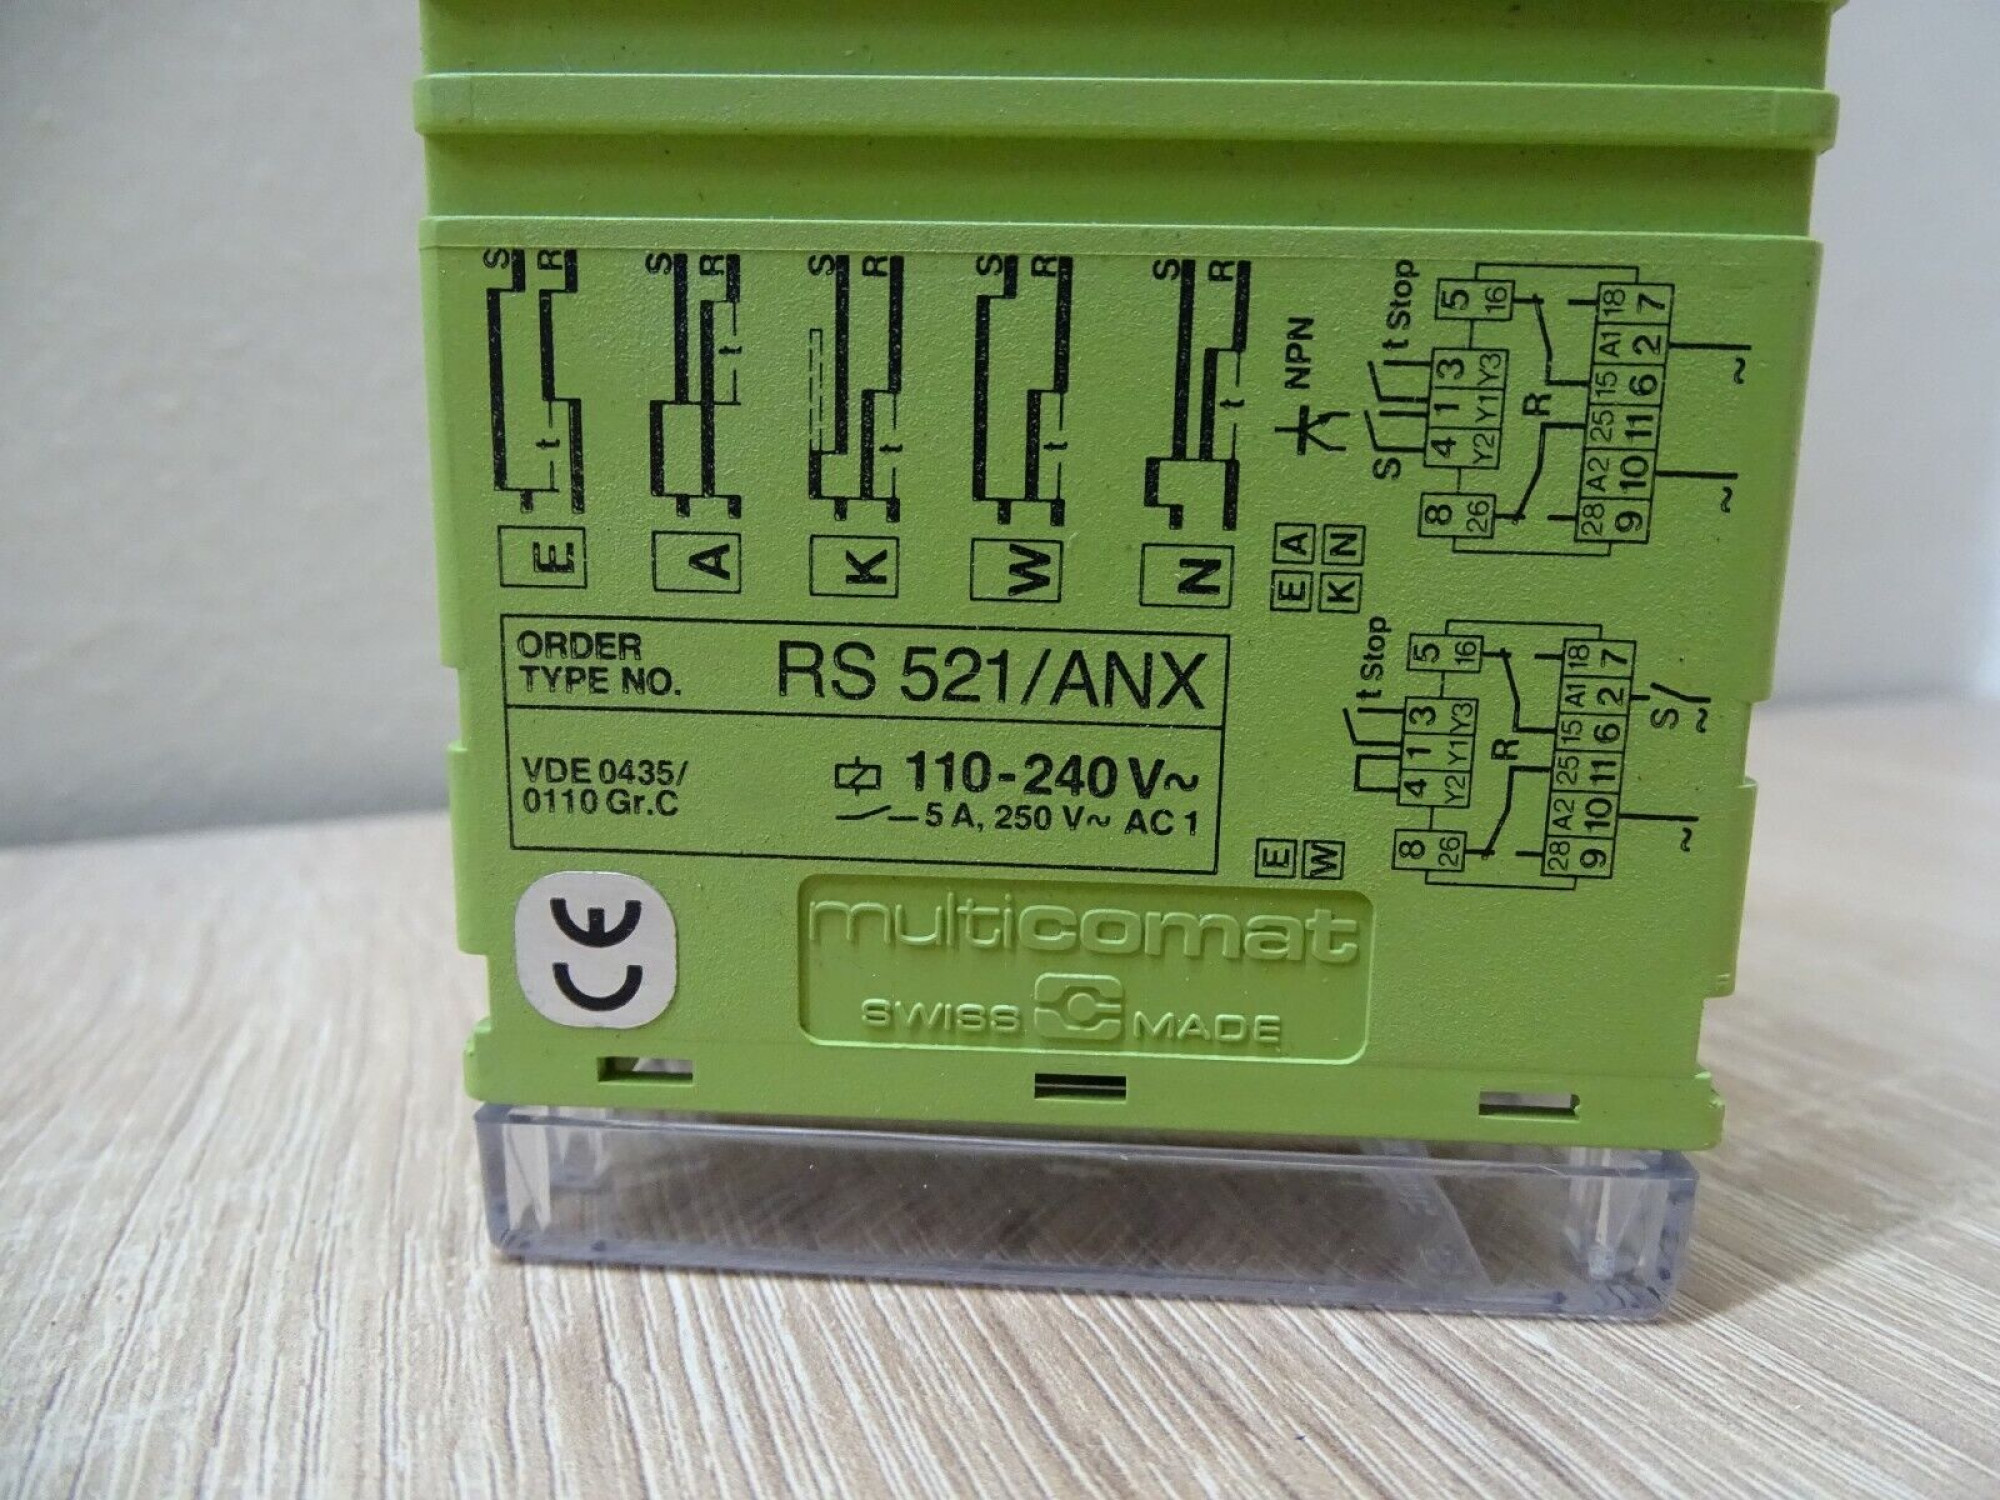 S R
S R
S R
S R
S R
t
t
t
t
t
E
A
K
W
N
NPN
E A
K N
S
t Stop
5
16
4 1 3
Y2 Y1 Y3
8
26
R
28 A2 25 15 A1 18
9 10 11 6 2 7
~
~
ORDER
TYPE NO.
RS 521/ANX
VDE 0435/
0110 Gr.C
110-240 V~
5 A, 250 V~ AC 1
E W
t Stop
5
16
4 1 3
Y2 Y1 Y3
8
26
R
28 A2 25 15 A1 18
9 10 11 6 2 7
S
~
~
CE
multicomat
SWISS MADE